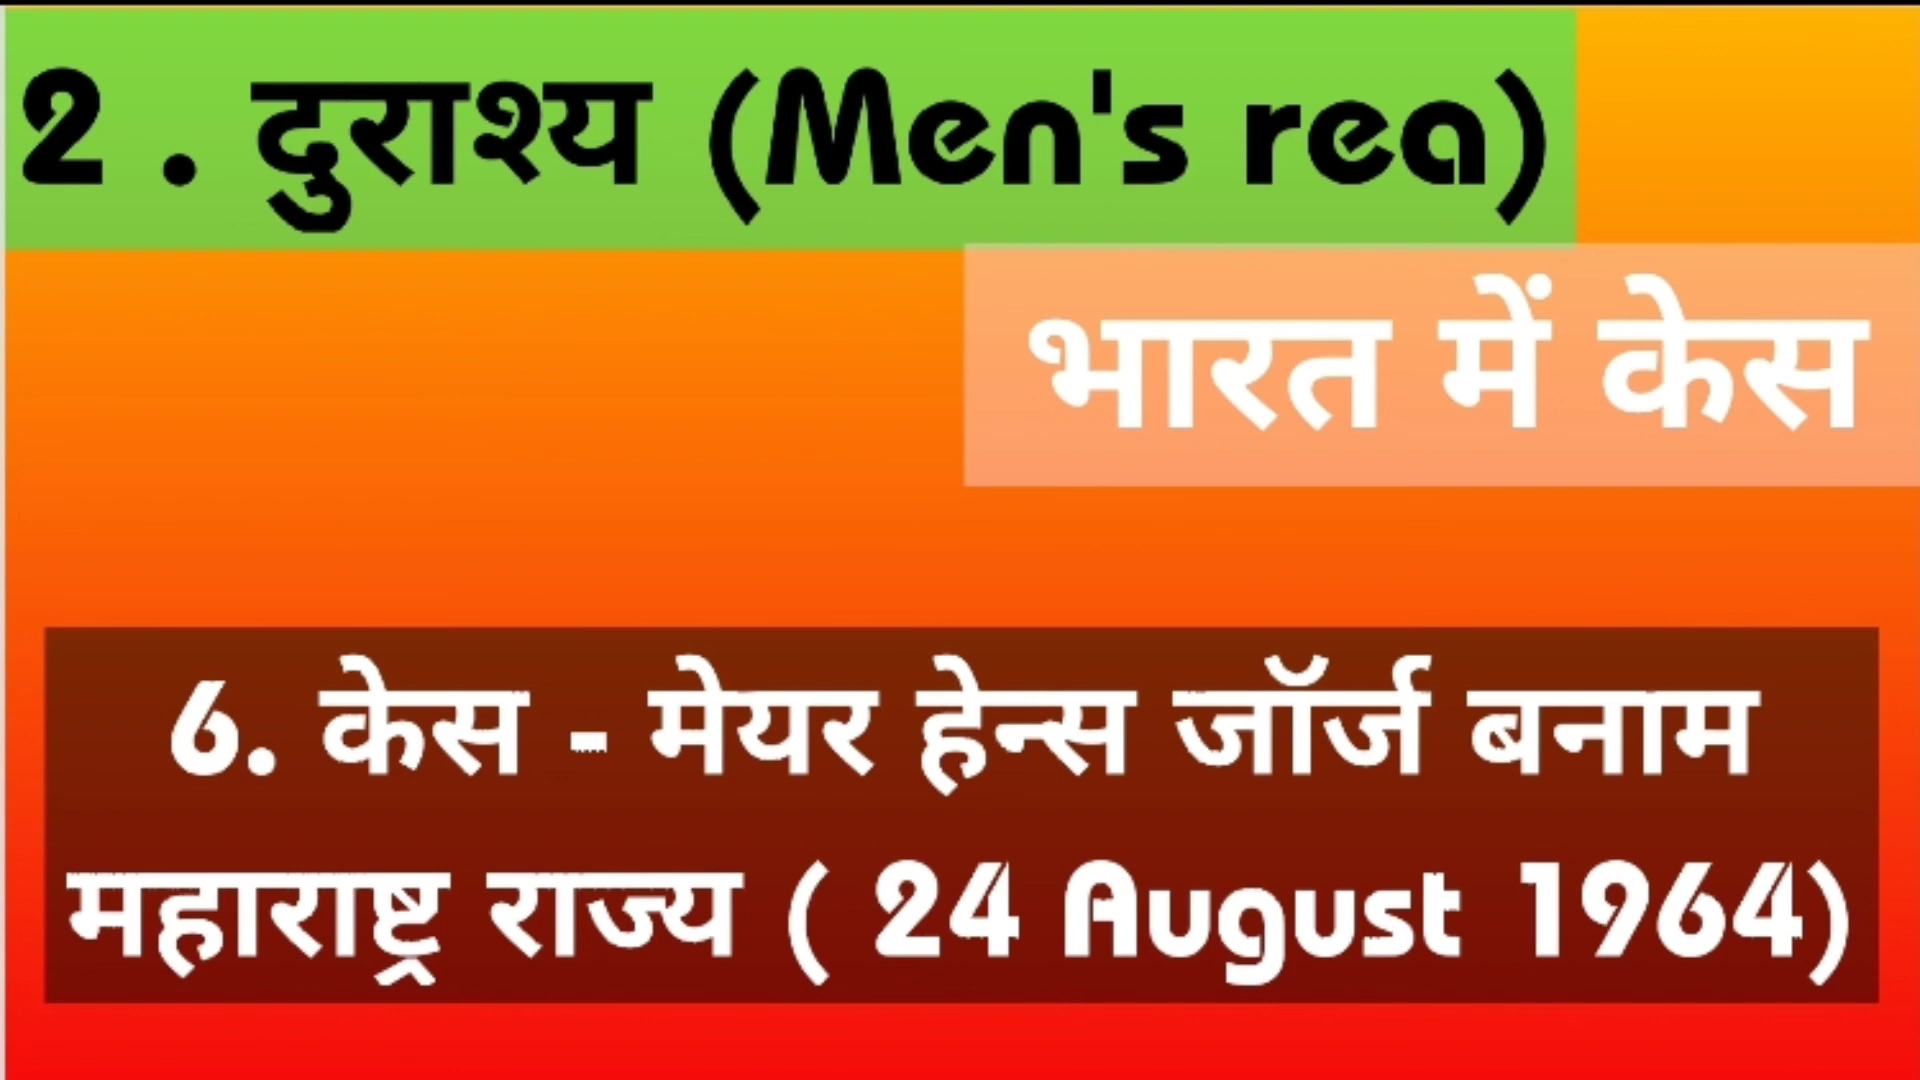 2 . दुराश्य (Men's rea)
भारत में केस
6. केस - मेयर हेन्स जॉर्ज बनाम
महाराष्ट्र राज्य ( 24 August 1964)